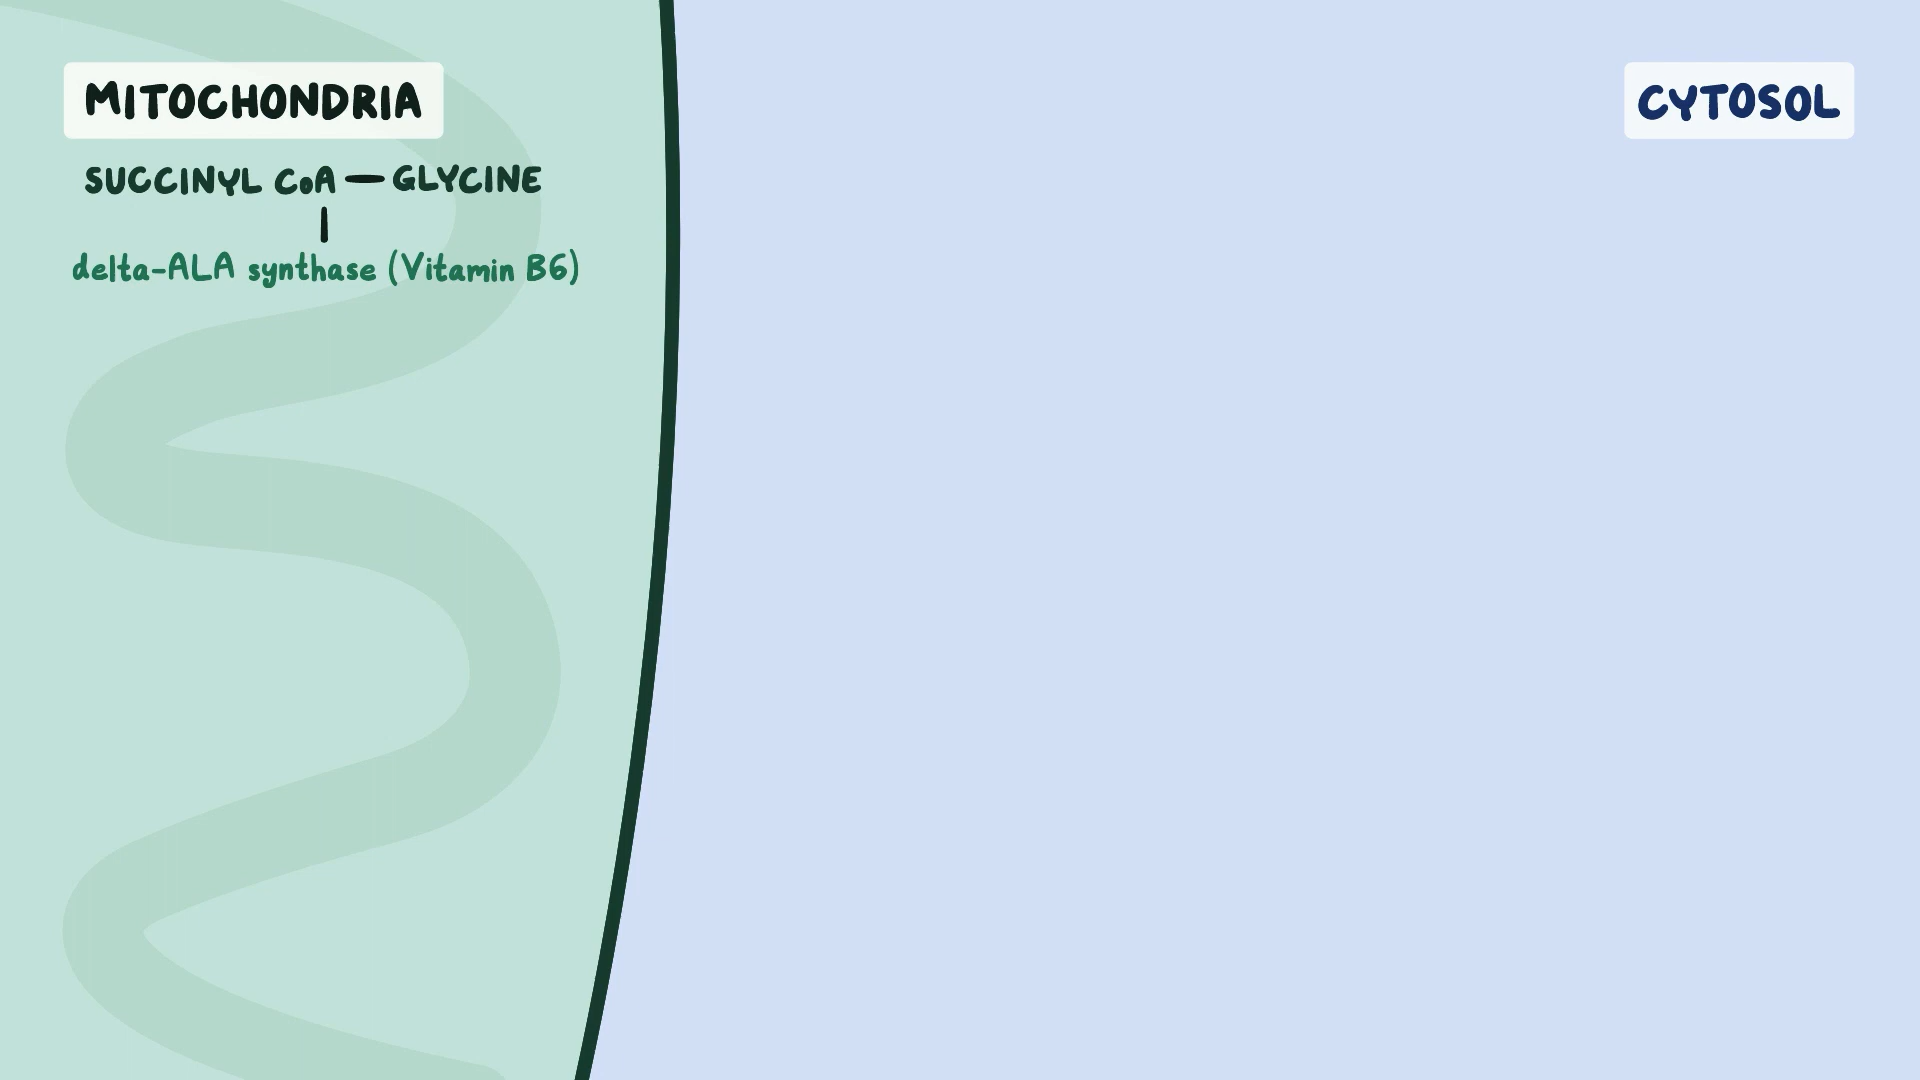 MITOCHONDRIA
CYTOSOL
SUCCINYL CoA — GLYCINE
delta-ALA synthase (Vitamin B6)